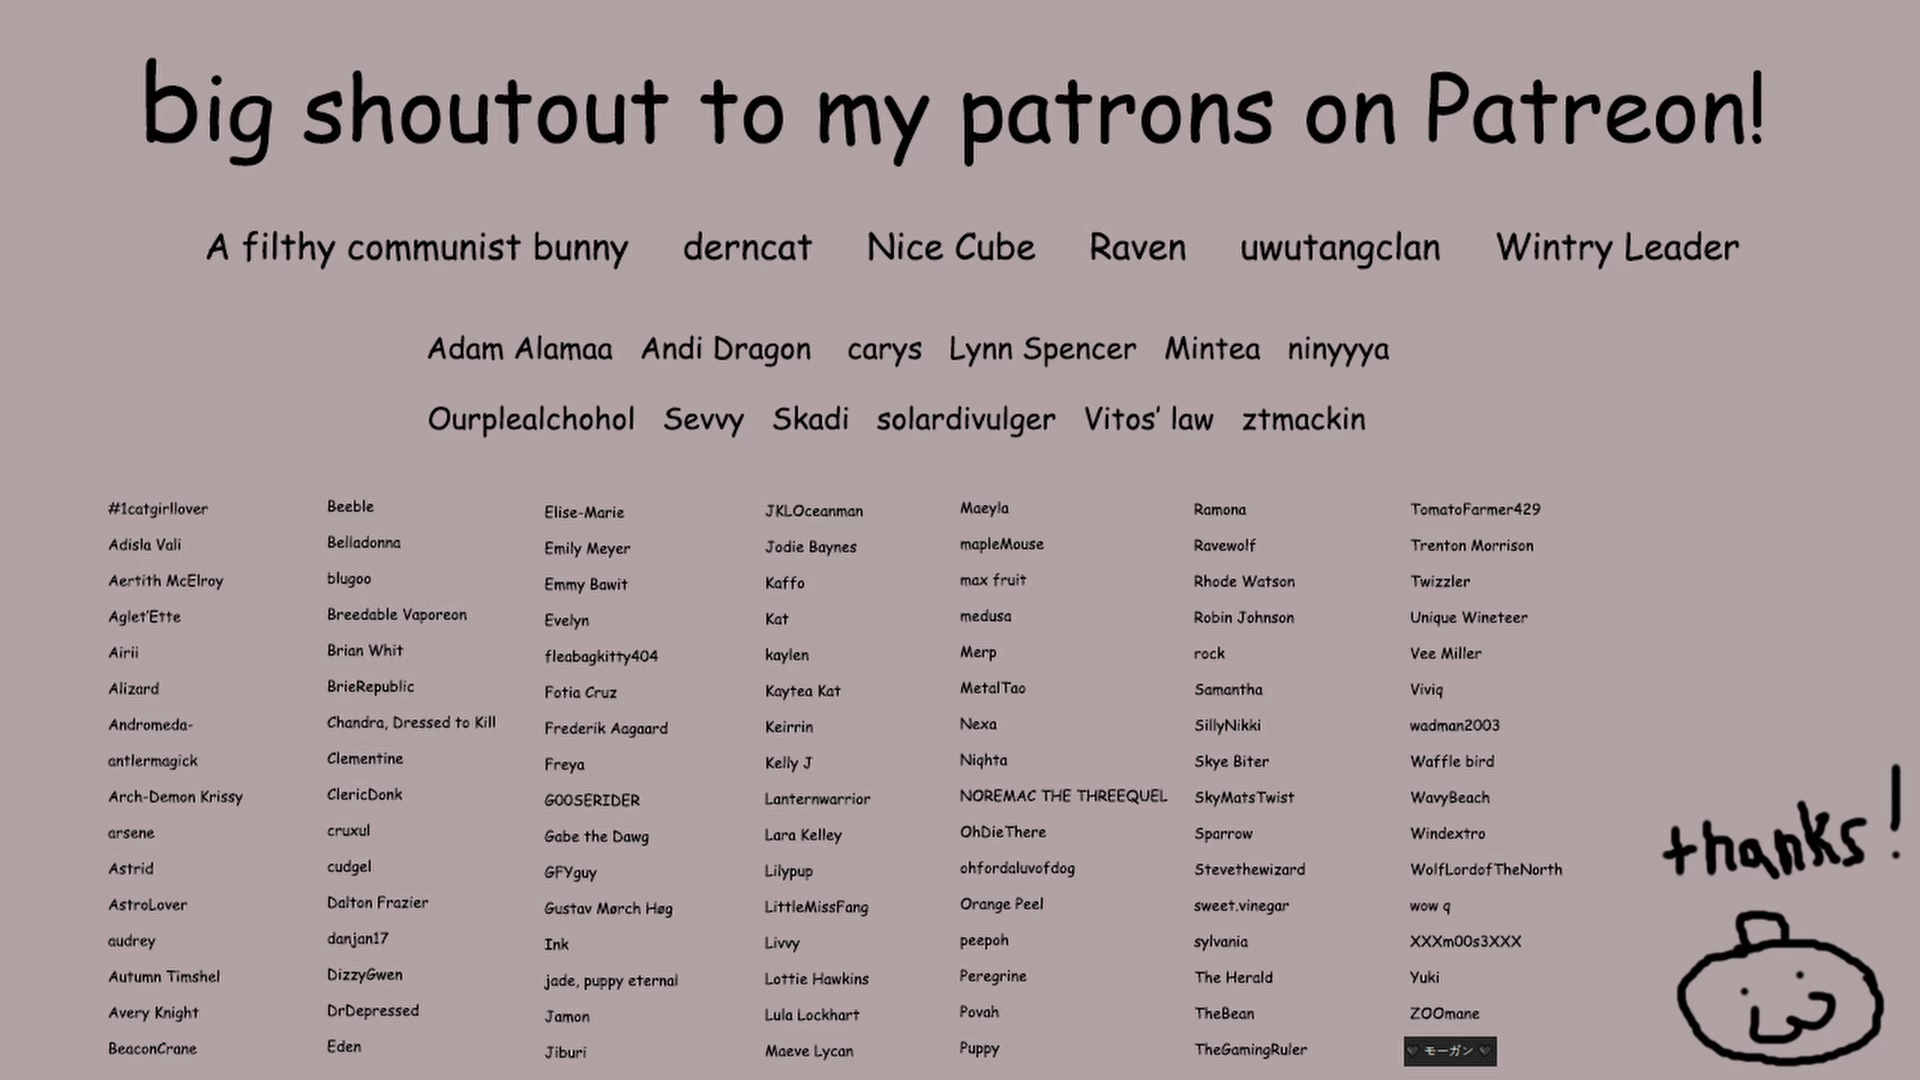 big shoutout to my patrons on Patreon!
A filthy communist bunny derncat Nice Cube Raven uwutangclan Wintry Leader
Adam Alamaa Andi Dragon carys Lynn Spencer Mintea ninyyya
Ourplealchohol Sevvy Skadi solardivulger Vitos' law ztmackin
#1catgirllover
Adisla Vali
Aertith McElroy
Aglet'Ette
Airii
Alizard
Andromeda-
antlermagick
Arch-Demon Krissy
arsene
Astrid
AstroLover
audrey
Autumn Timshel
Avery Knight
BeaconCrane
Beeble
Belladonna
blugoo
Breedable Vaporeon
Brian Whit
BrieRepublic
Chandra, Dressed to Kill
Clementine
ClericDonk
cruxul
cudgel
Dalton Frazier
danjan17
DizzyGwen
DrDepressed
Eden
Elise-Marie
Emily Meyer
Emmy Bawit
Evelyn
fleabagkitty404
Fotia Cruz
Frederik Aagaard
Freya
G00SERIDER
Gabe the Dawg
GFYguy
Gustav Mørch Høg
Ink
jade, puppy eternal
Jamon
Jiburi
JKLOceanman
Jodie Baynes
Kaffo
Kat
kaylen
Kaytea Kat
Keirrin
Kelly J
Lanternwarrior
Lara Kelley
Lilypup
LittleMissFang
Livvy
Lottie Hawkins
Lula Lockhart
Maeve Lycan
Maeyla
mapleMouse
max fruit
medusa
Merp
MetalTao
Nexa
Niqhta
NOREMAC THE THREEQUEL
OhDieThere
ohfordaluvofdog
Orange Peel
peepoh
Peregrine
Povah
Puppy
Ramona
Ravewolf
Rhode Watson
Robin Johnson
rock
Samantha
SillyNikki
Skye Biter
SkyMatsTwist
Sparrow
Stevethewizard
sweet.vinegar
sylvania
The Herald
TheBean
TheGamingRuler
TomatoFarmer429
Trenton Morrison
Twizzler
Unique Wineteer
Vee Miller
Viviq
wadman2003
Waffle bird
WavyBeach
Windextro
WolfLordofTheNorth
wow q
XXXm00s3XXX
Yuki
ZOOmane
🖤 モーガン 🖤
thanks!